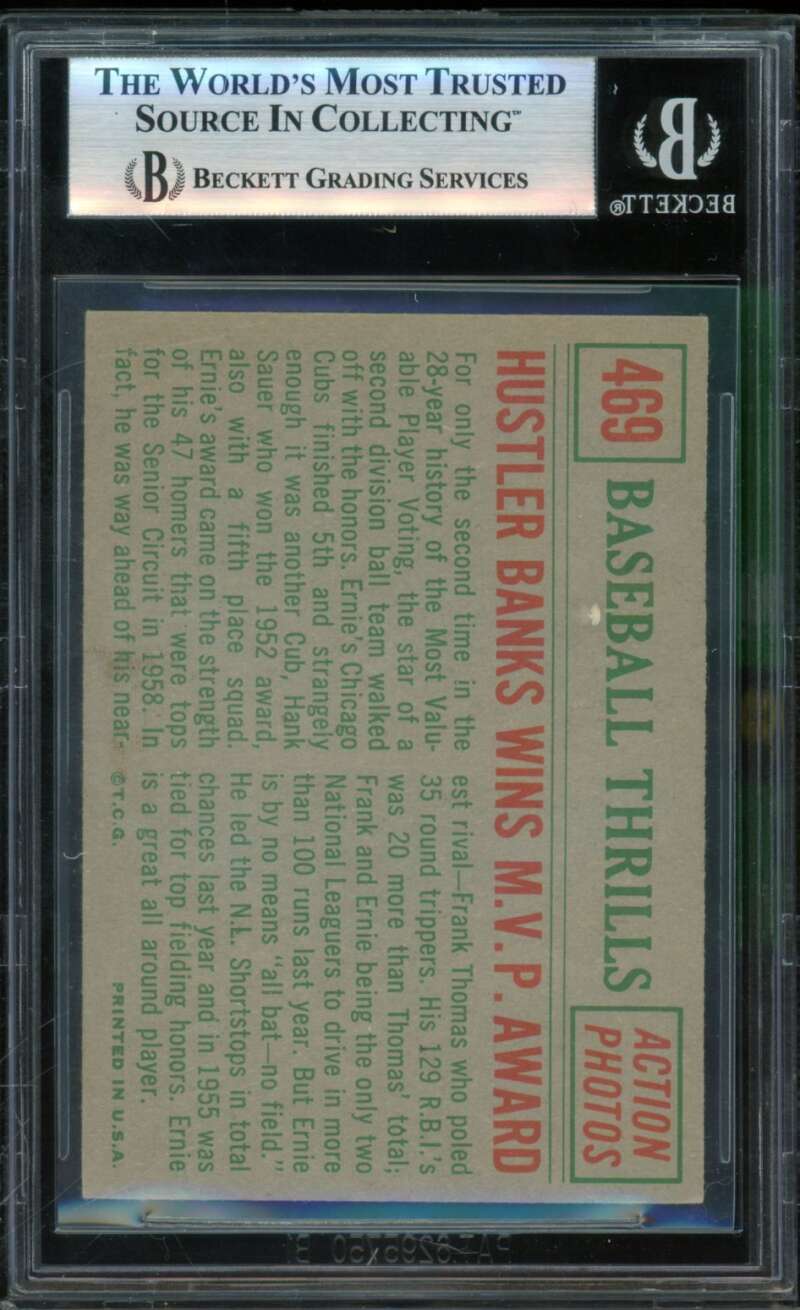 THE WORLD'S MOST TRUSTED
SOURCE IN COLLECTING™
B BECKETT GRADING SERVICES
B
BECKETT®
469 BASEBALL THRILLS ACTION PHOTOS
HUSTLER BANKS WINS M.V.P. AWARD
For only the second time in the
28-year history of the Most Valu-
able Player Voting, the star of a
second division ball team walked
off with the honors. Ernie's Chicago
Cubs finished 5th and strangely
enough it was another Cub, Hank
Sauer who won the 1952 award,
also with a fifth place squad.
Ernie's award came on the strength
of his 47 homers that were tops
for the Senior Circuit in 1958. In
fact, he was way ahead of his near-
est rival—Frank Thomas who poled
35 round trippers. His 129 R.B.I.'s
was 20 more than Thomas' total;
Frank and Ernie being the only two
National Leaguers to drive in more
than 100 runs last year. But Ernie
is by no means "all bat—no field."
He led the N.L. Shortstops in total
chances last year and in 1955 was
tied for top fielding honors. Ernie
is a great all around player.
©T.C.G. PRINTED IN U.S.A.